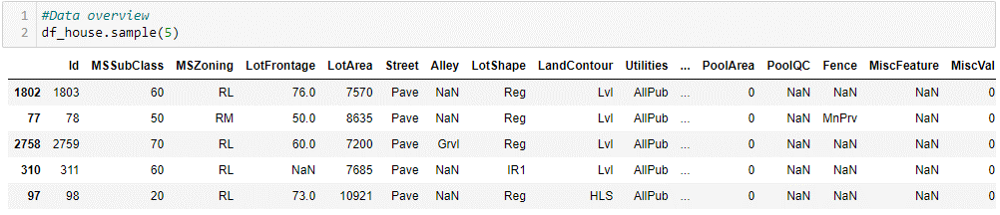 1 #Data overview
2 df_house.sample(5)
Id MSSubClass MSZoning LotFrontage LotArea Street Alley LotShape LandContour Utilities ... PoolArea PoolQC Fence MiscFeature MiscVal
1802 1803 60 RL 76.0 7570 Pave NaN Reg Lvl AllPub ... 0 NaN NaN NaN 0
77 78 50 RM 50.0 8635 Pave NaN Reg Lvl AllPub ... 0 NaN MnPrv NaN 0
2758 2759 70 RL 60.0 7200 Pave Grvl Reg Lvl AllPub ... 0 NaN NaN NaN 0
310 311 60 RL NaN 7685 Pave NaN IR1 Lvl AllPub ... 0 NaN NaN NaN 0
97 98 20 RL 73.0 10921 Pave NaN Reg HLS AllPub ... 0 NaN NaN NaN 0